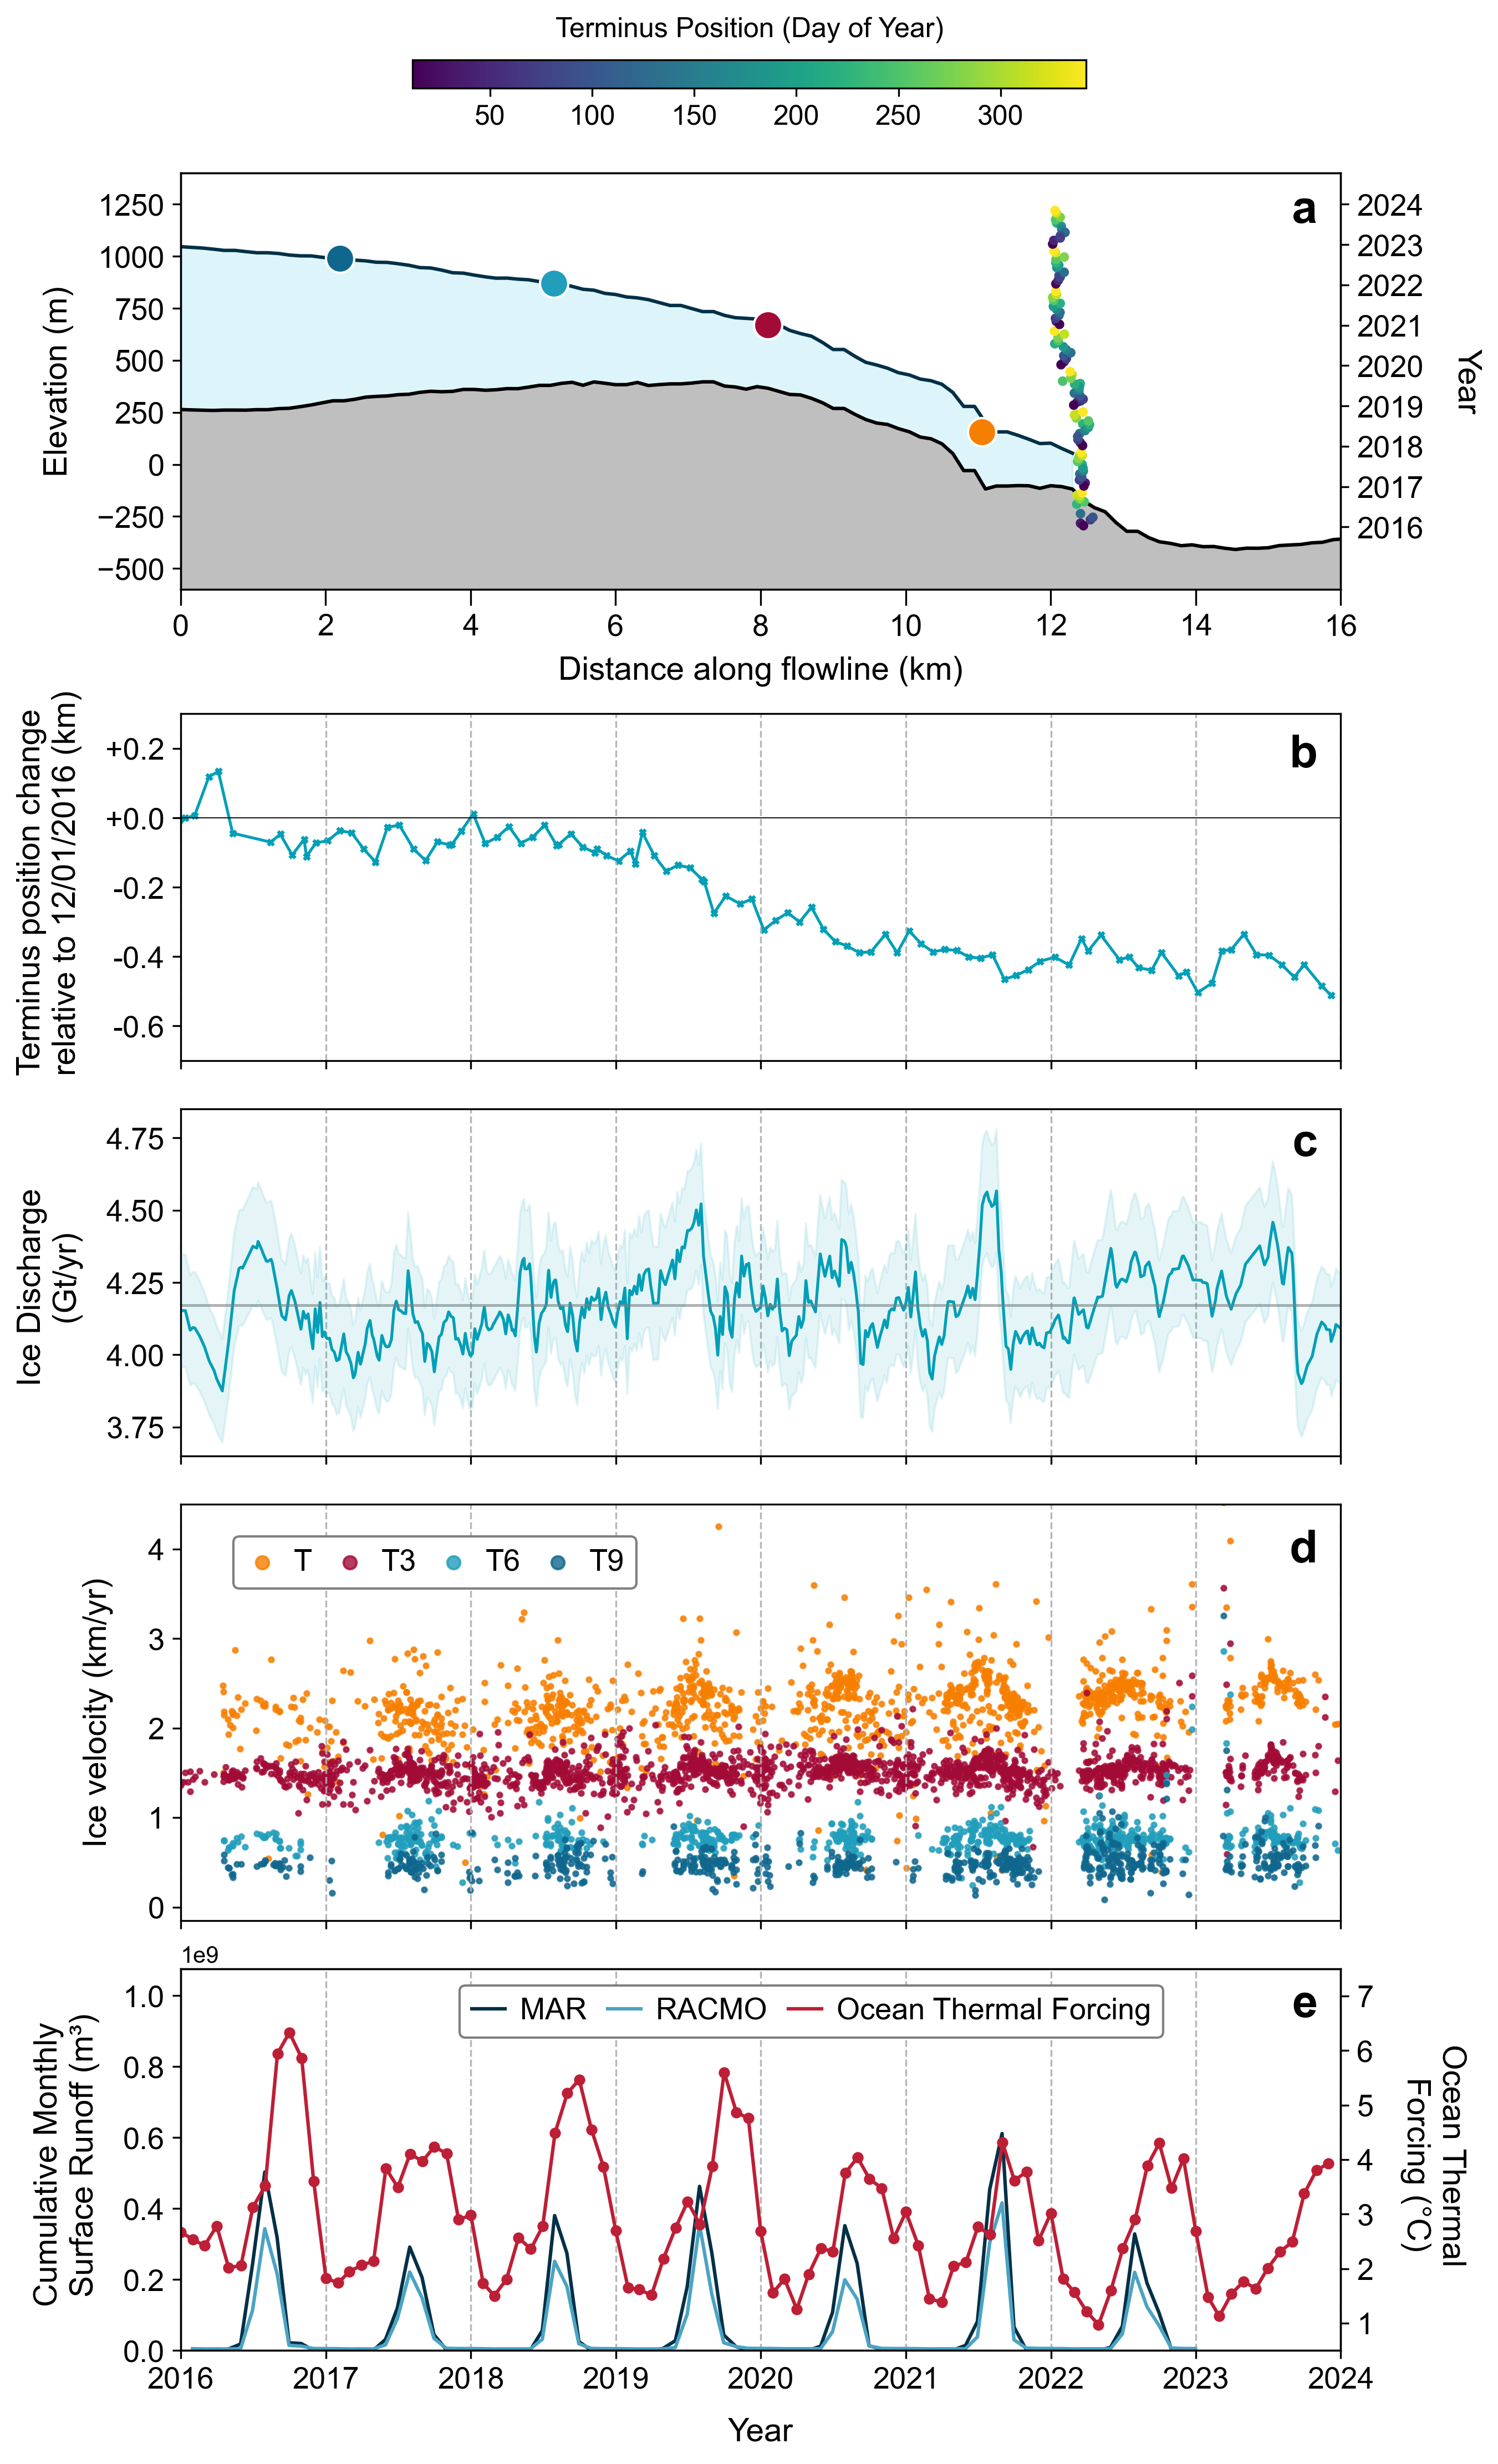 Terminus Position (Day of Year)
50 100 150 200 250 300
a
1250
1000
750
500
250
0
−250
−500
Elevation (m)
2024
2023
2022
2021
2020
2019
2018
2017
2016
Year
0 2 4 6 8 10 12 14 16
Distance along flowline (km)
b
+0.2
+0.0
-0.2
-0.4
-0.6
Terminus position change
relative to 12/01/2016 (km)
c
4.75
4.50
4.25
4.00
3.75
Ice Discharge
(Gt/yr)
d
T T3 T6 T9
4
3
2
1
0
Ice velocity (km/yr)
1e9
e
MAR RACMO Ocean Thermal Forcing
1.0
0.8
0.6
0.4
0.2
0.0
Cumulative Monthly
Surface Runoff (m³)
7
6
5
4
3
2
1
Ocean Thermal
Forcing (°C)
2016 2017 2018 2019 2020 2021 2022 2023 2024
Year